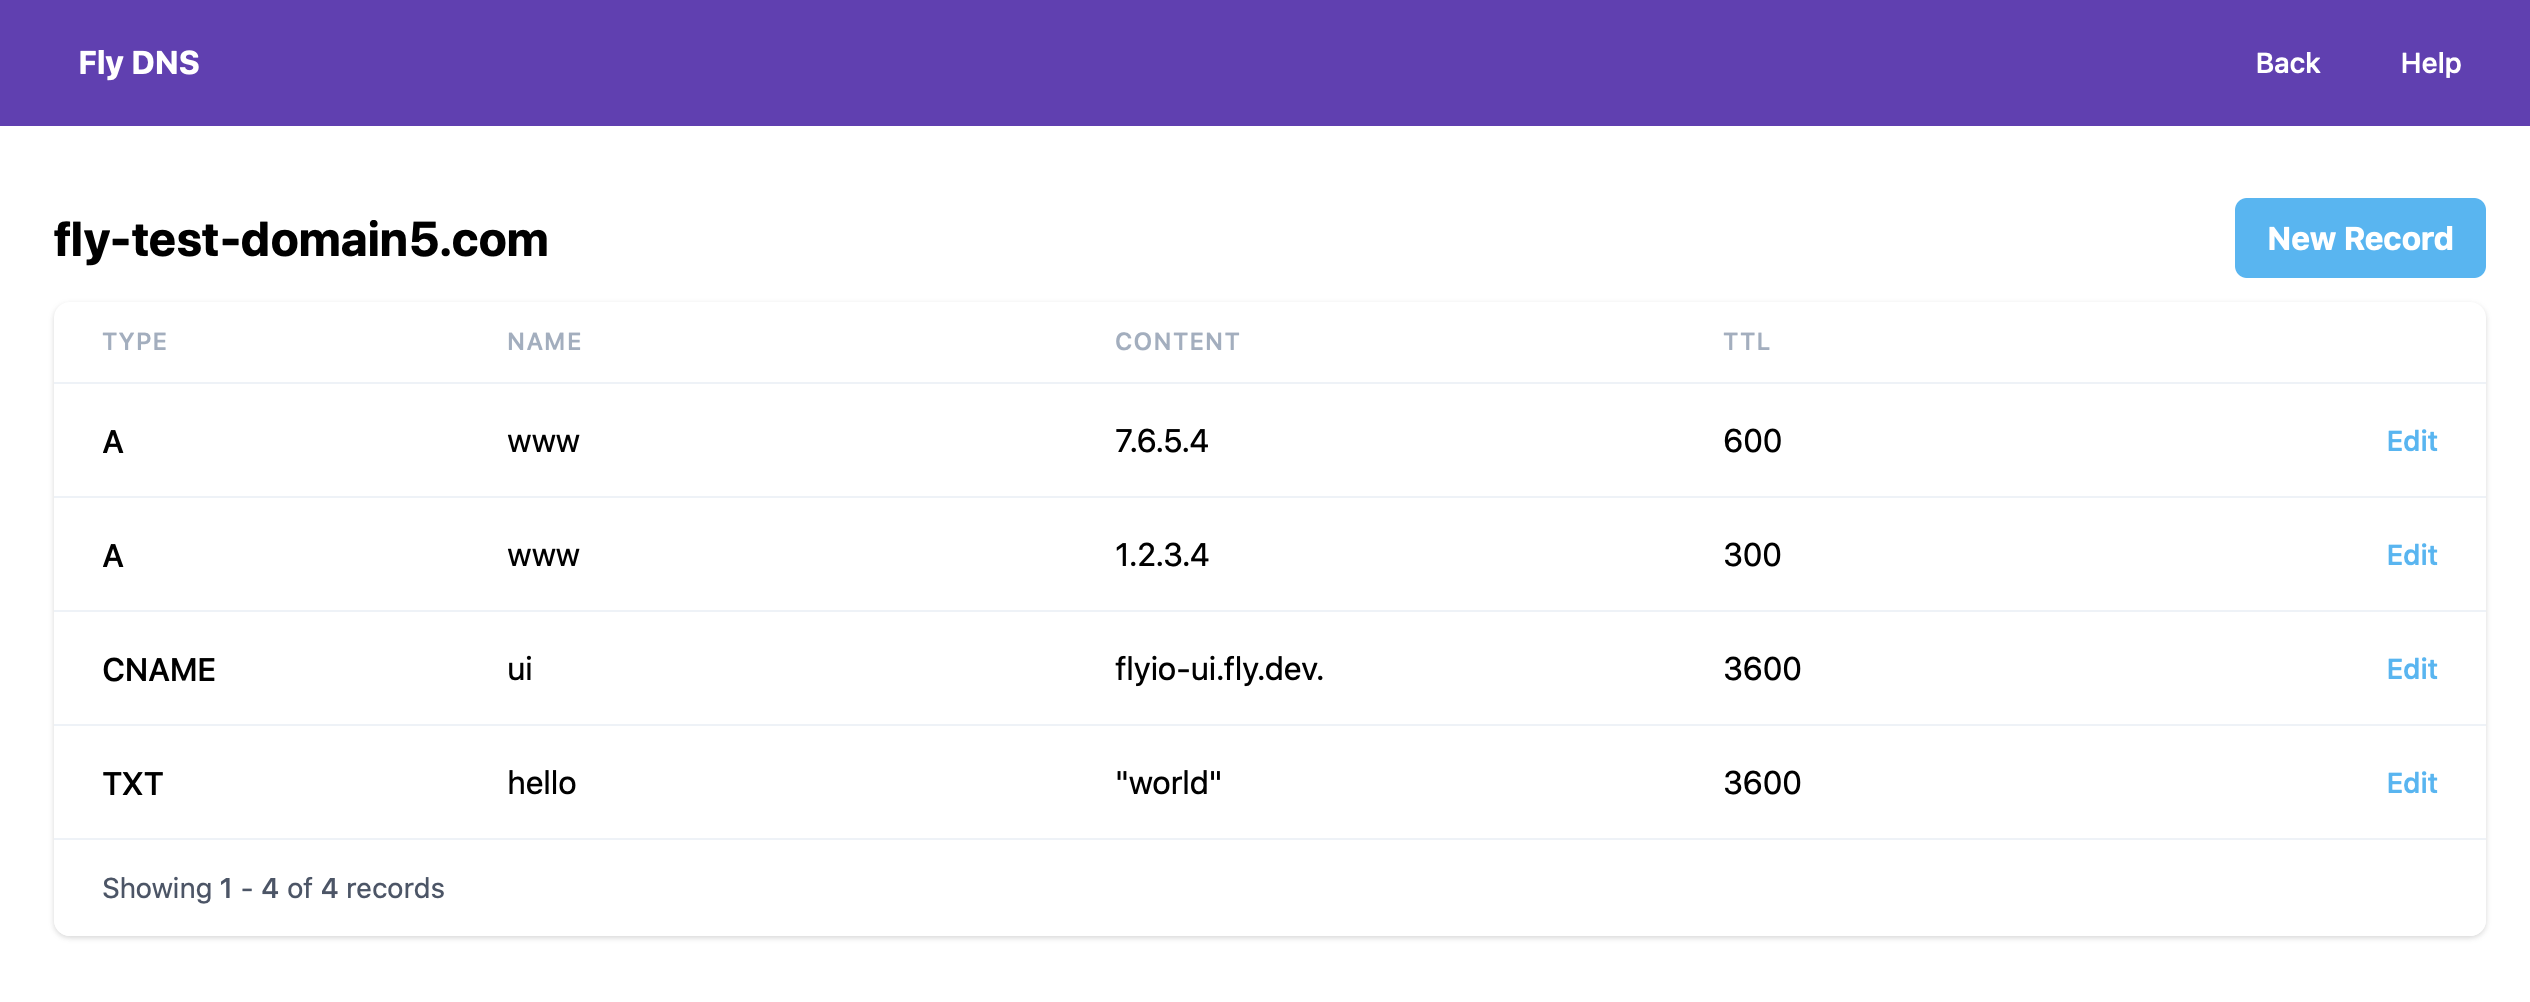 Fly DNS Back Help
fly-test-domain5.com New Record
TYPE NAME CONTENT TTL
A www 7.6.5.4 600 Edit
A www 1.2.3.4 300 Edit
CNAME ui flyio-ui.fly.dev. 3600 Edit
TXT hello "world" 3600 Edit
Showing 1 - 4 of 4 records